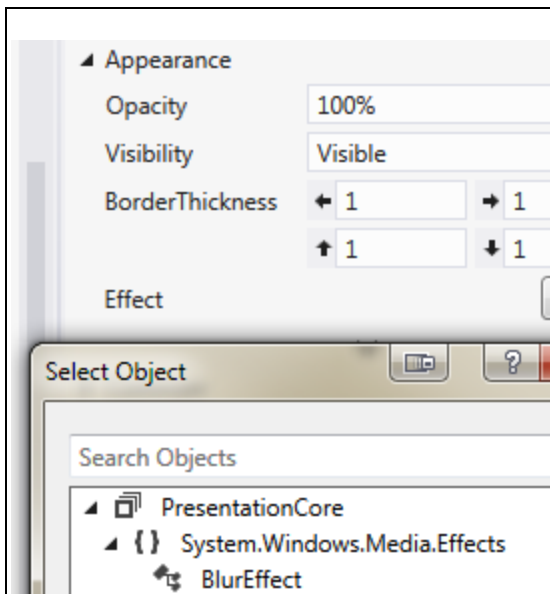 Appearance
Opacity 100%
Visibility Visible
BorderThickness 1 1
1 1
Effect
Select Object
?
Search Objects
PresentationCore
{ } System.Windows.Media.Effects
BlurEffect